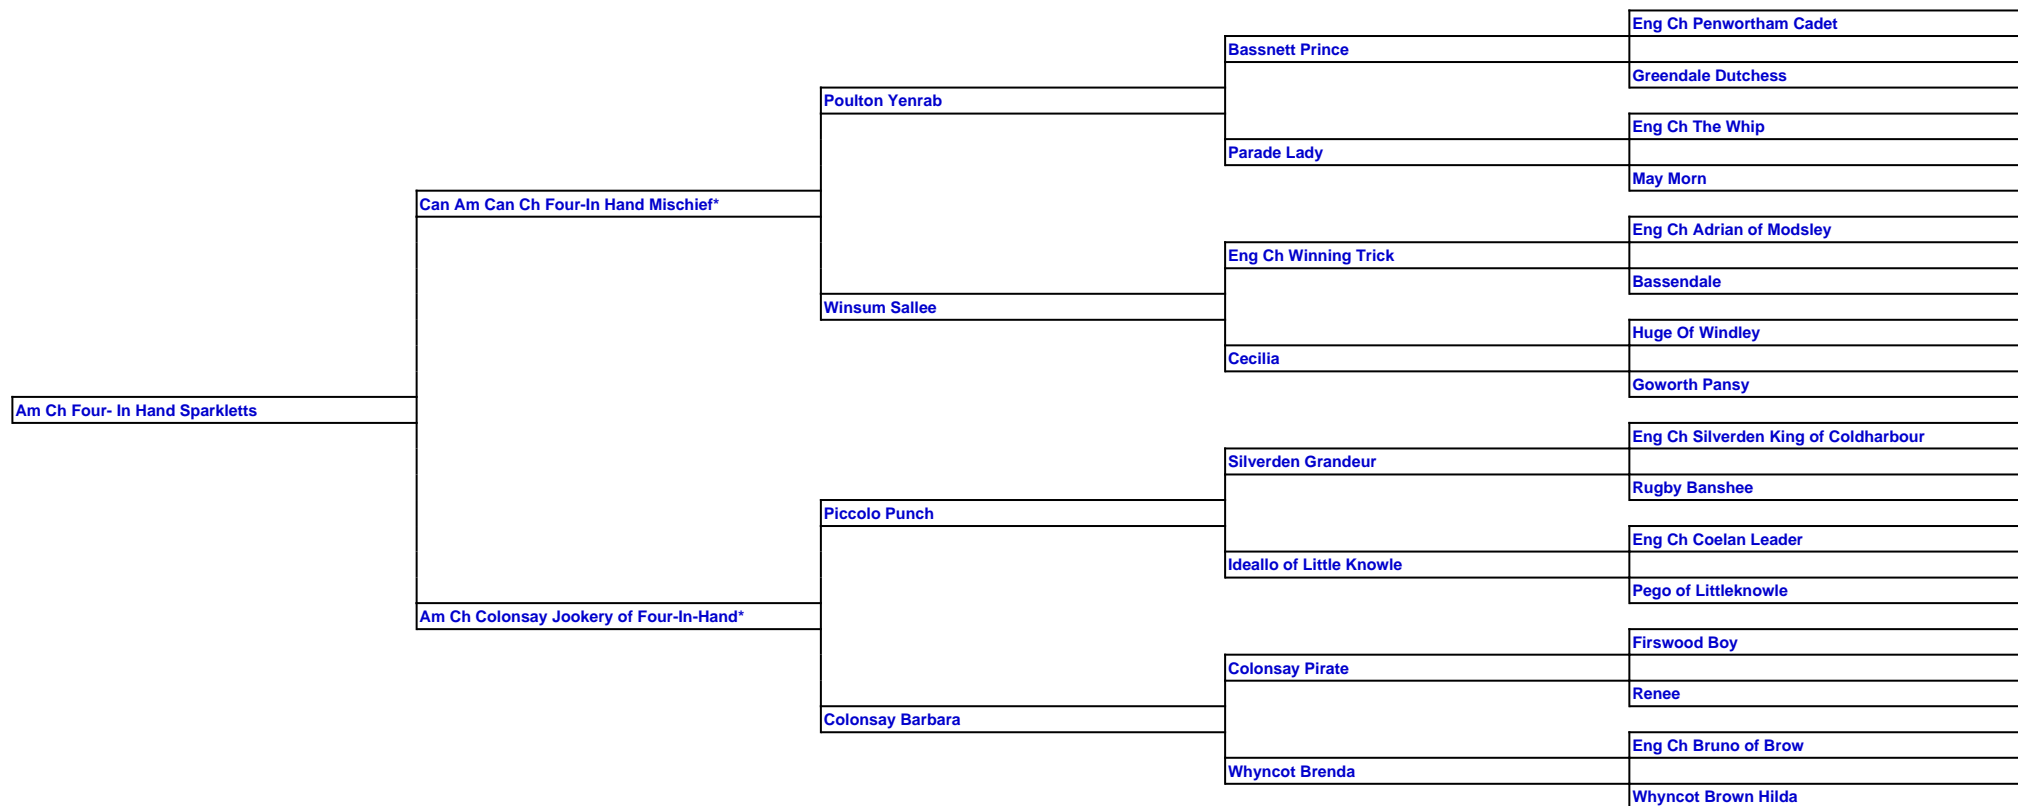 Eng Ch Penwortham Cadet
Bassnett Prince
Greendale Dutchess
Poulton Yenrab
Eng Ch The Whip
Parade Lady
May Morn
Can Am Can Ch Four-In Hand Mischief*
Eng Ch Adrian of Modsley
Eng Ch Winning Trick
Bassendale
Winsum Sallee
Huge Of Windley
Cecilia
Goworth Pansy
Am Ch Four- In Hand Sparkletts
Eng Ch Silverden King of Coldharbour
Silverden Grandeur
Rugby Banshee
Piccolo Punch
Eng Ch Coelan Leader
Ideallo of Little Knowle
Pego of Littleknowle
Am Ch Colonsay Jookery of Four-In-Hand*
Firswood Boy
Colonsay Pirate
Renee
Colonsay Barbara
Eng Ch Bruno of Brow
Whyncot Brenda
Whyncot Brown Hilda